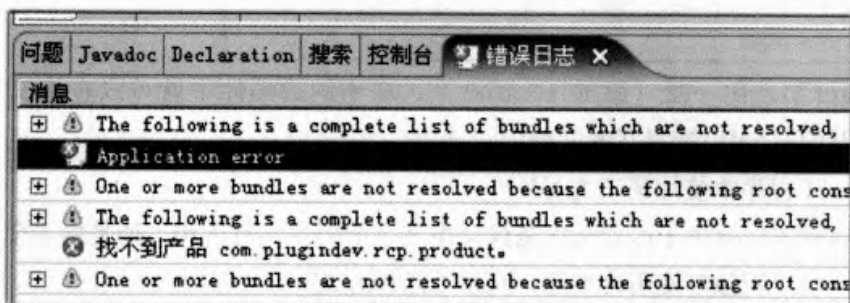 问题 Javadoc Declaration 搜索 控制台 错误日志
消息
The following is a complete list of bundles which are not resolved,
Application error
One or more bundles are not resolved because the following root cons
The following is a complete list of bundles which are not resolved,
找不到产品 com.plugindev.rcp.product。
One or more bundles are not resolved because the following root cons